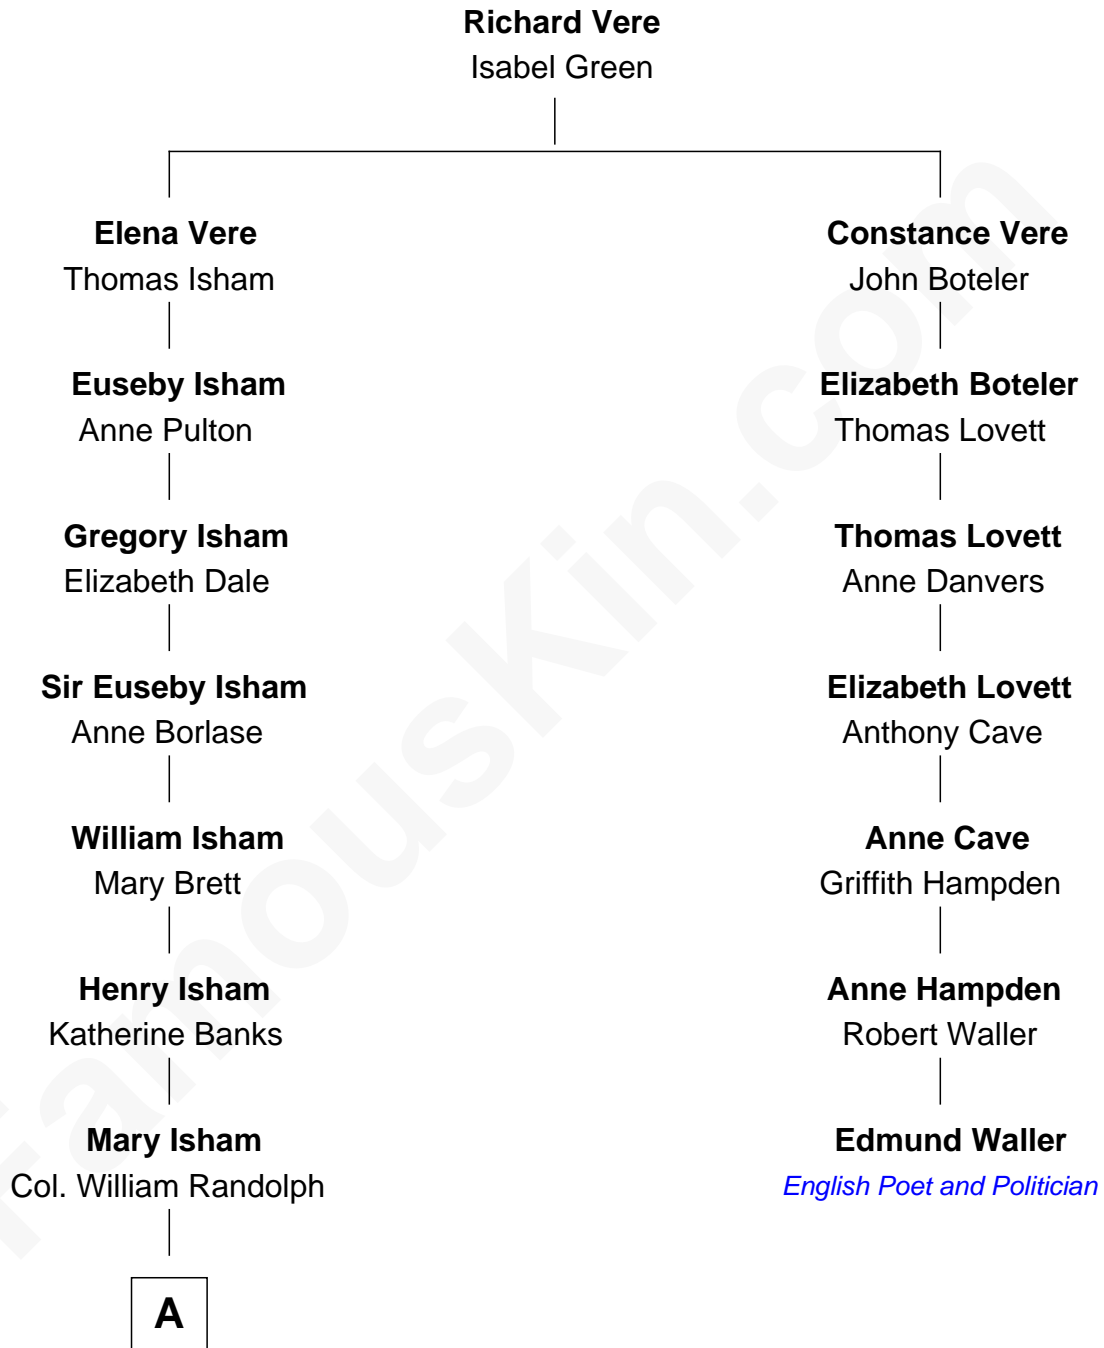 Richard Vere
Isabel Green
Elena Vere
Thomas Isham
Constance Vere
John Boteler
Euseby Isham
Anne Pulton
Elizabeth Boteler
Thomas Lovett
Gregory Isham
Elizabeth Dale
Thomas Lovett
Anne Danvers
Sir Euseby Isham
Anne Borlase
Elizabeth Lovett
Anthony Cave
William Isham
Mary Brett
Anne Cave
Griffith Hampden
Henry Isham
Katherine Banks
Anne Hampden
Robert Waller
Mary Isham
Col. William Randolph
Edmund Waller
English Poet and Politician
A
FamousKin.com